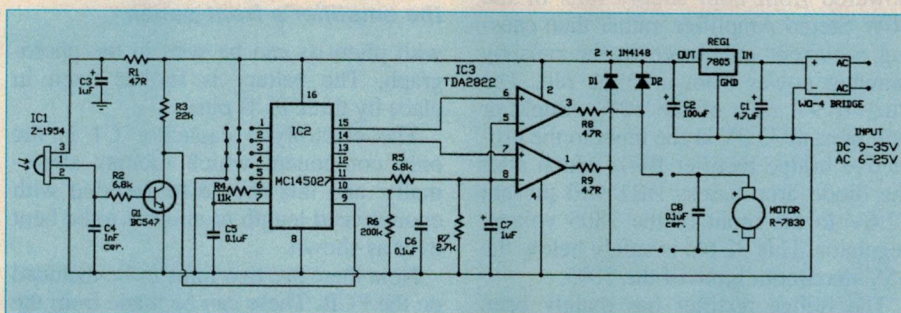 IC1
Z-1954
3
1
2
C3
1uF
+
R1
47R
R2
6.8k
C4
1nF
cer.
Q1
BC547
R3
22k
1
2
3
4
5
6
7
R4
11k
C5
0.1uF
16
IC2
MC145027
8
15
14
13
12
11
10
9
R5
6.8k
R6
200k
C6
0.1uF
R7
2.7k
C7
1uF
+
IC3
TDA2822
6
5
2
3
7
8
4
1
R8
4.7R
R9
4.7R
2 x 1N4148
D1
D2
C8
0.1uF
cer.
MOTOR
R-7830
REG1
OUT
7805
IN
GND
C2
100uF
+
C1
4.7uF
+
+
AC
-
AC
WO-4 BRIDGE
INPUT
DC 9-35V
AC 6-25V